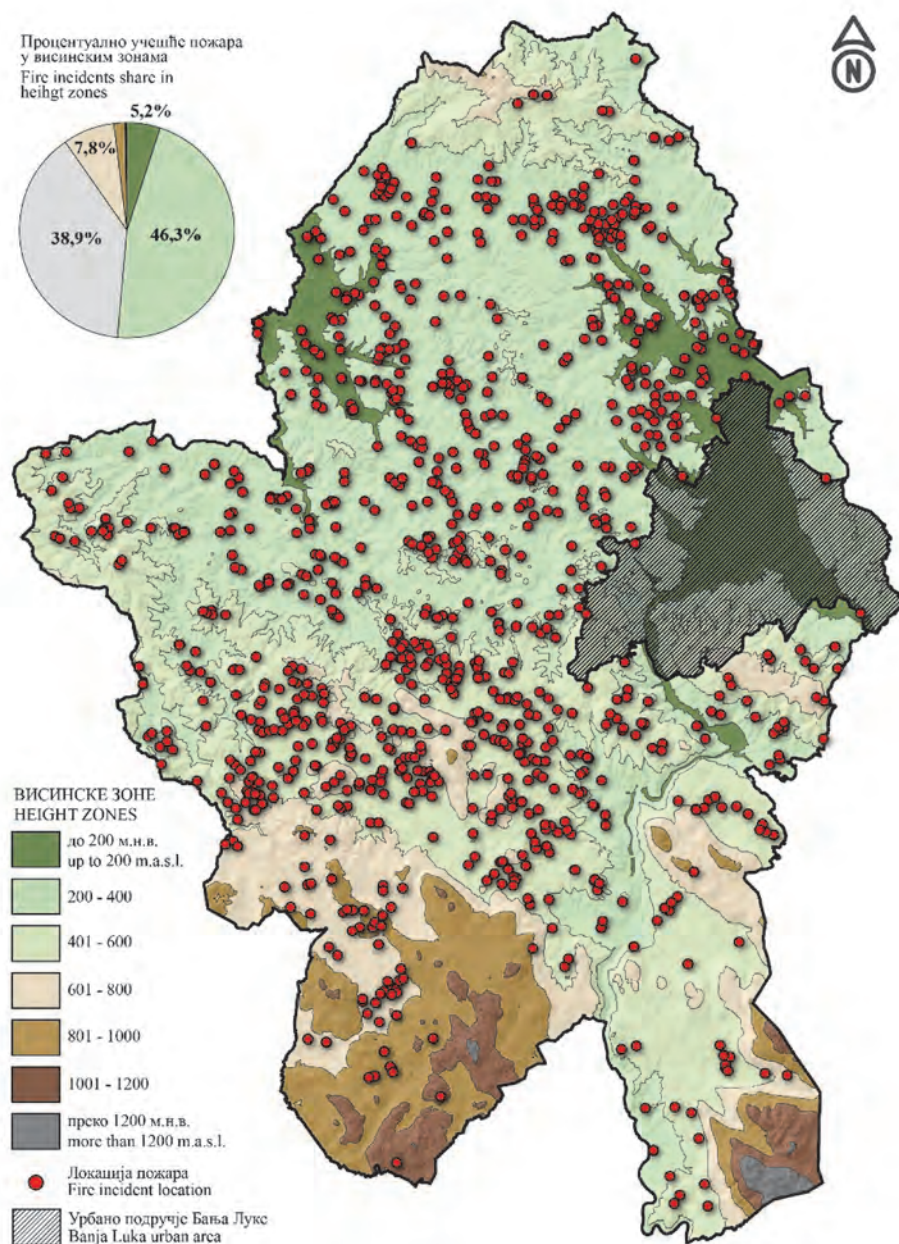 Процентуално учешће пожара
у висинским зонама
Fire incidents share in
heihgt zones
5,2%
7,8%
38,9%
46,3%
N
ВИСИНСКЕ ЗОНЕ
HEIGHT ZONES
до 200 м.н.в.
up to 200 m.a.s.l.
200 - 400
401 - 600
601 - 800
801 - 1000
1001 - 1200
преко 1200 м.н.в.
more than 1200 m.a.s.l.
Локација пожара
Fire incident location
Урбано подручје Бања Луке
Banja Luka urban area